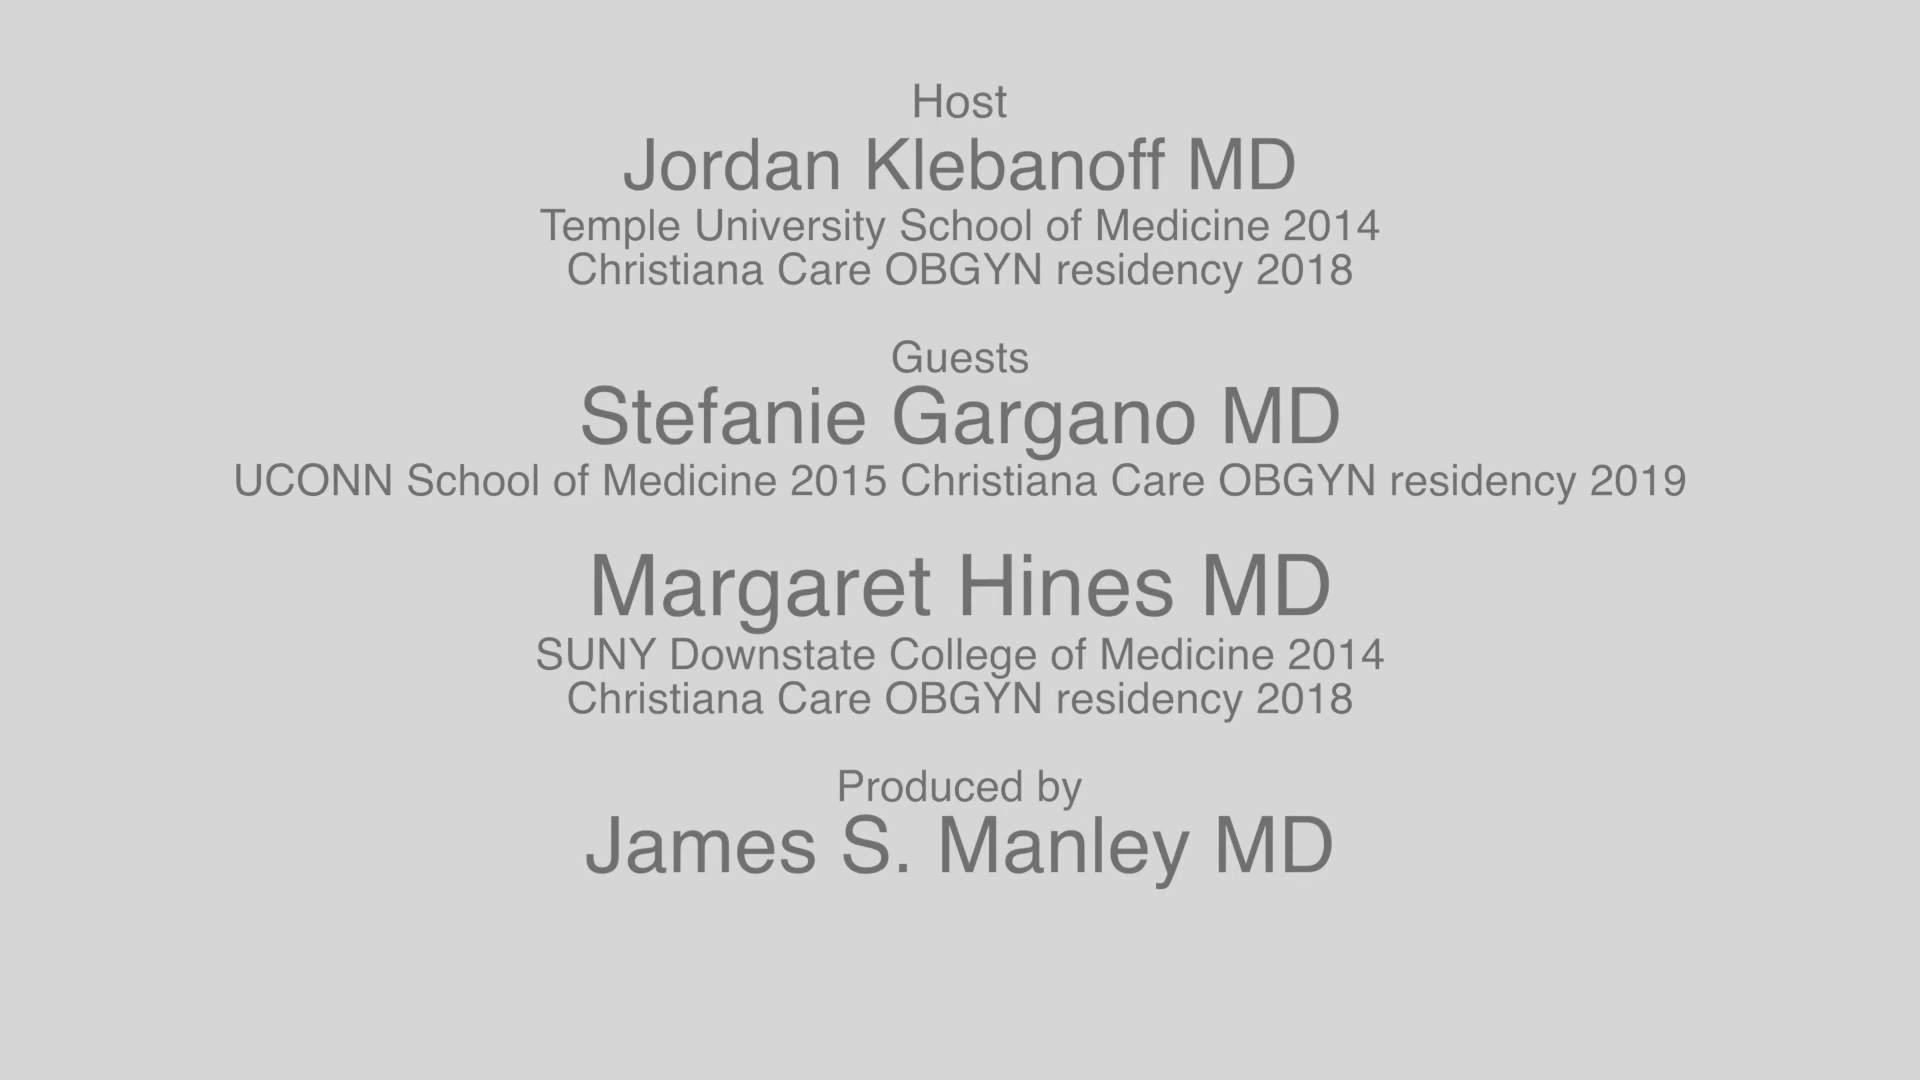 Host
Jordan Klebanoff MD
Temple University School of Medicine 2014
Christiana Care OBGYN residency 2018
Guests
Stefanie Gargano MD
UCONN School of Medicine 2015 Christiana Care OBGYN residency 2019
Margaret Hines MD
SUNY Downstate College of Medicine 2014
Christiana Care OBGYN residency 2018
Produced by
James S. Manley MD